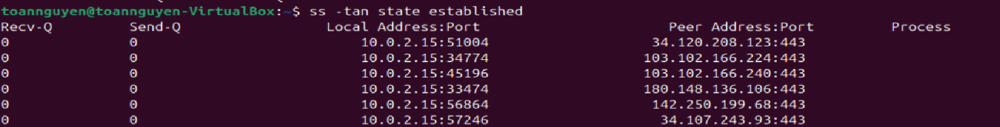 toannguyen@toannguyen-VirtualBox:~$ ss -tan state established
Recv-Q Send-Q Local Address:Port Peer Address:Port Process
0 0 10.0.2.15:51004 34.120.208.123:443
0 0 10.0.2.15:34774 103.102.166.224:443
0 0 10.0.2.15:45196 103.102.166.240:443
0 0 10.0.2.15:33474 180.148.136.106:443
0 0 10.0.2.15:56864 142.250.199.68:443
0 0 10.0.2.15:57246 34.107.243.93:443